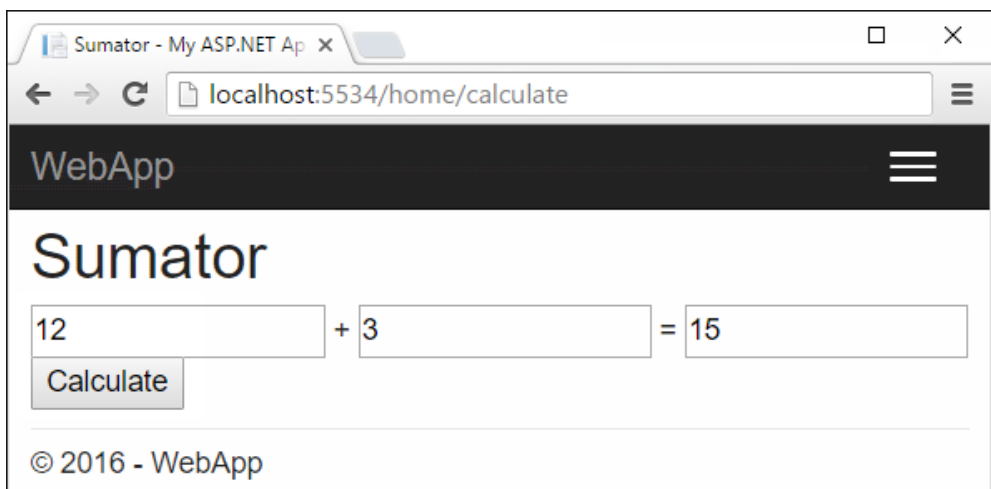 Sumator - My ASP.NET Ap
localhost:5534/home/calculate
WebApp
Sumator
12 + 3 = 15
Calculate
© 2016 - WebApp